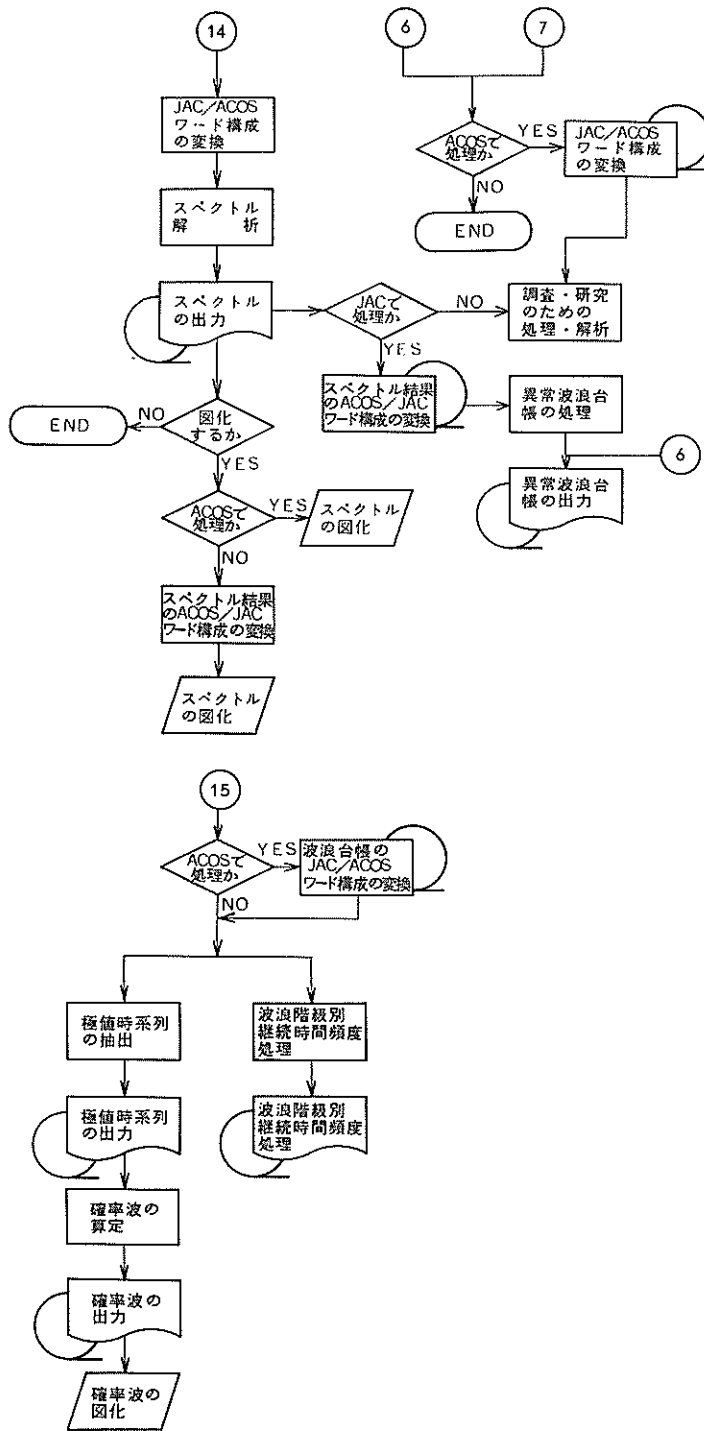 14
JAC/ACOS
ワード構成
の変換
スペクトル
解　　析
スペクトル
の出力
図化
するか
NO
END
YES
ACOSで
処理か
YES
スペクトル
の図化
NO
スペクトル結果
のACOS/JAC
ワード構成の変換
スペクトル
の図化
6
7
ACOSで
処理か
YES
JAC/ACOS
ワード構成
の変換
NO
END
JACで
処理か
NO
調査・研究
のための
処理・解析
YES
スペクトル結果
のACOS/JAC
ワード構成の変換
異常波浪台
帳の処理
6
異常波浪台
帳の出力
15
ACOSで
処理か
YES
波浪台帳の
JAC/ACOS
ワード構成の変換
NO
極値時系列
の抽出
極値時系列
の出力
確率波の
算定
確率波の
出力
確率波の
図化
波浪階級別
継続時間頻度
処理
波浪階級別
継続時間頻度
処理